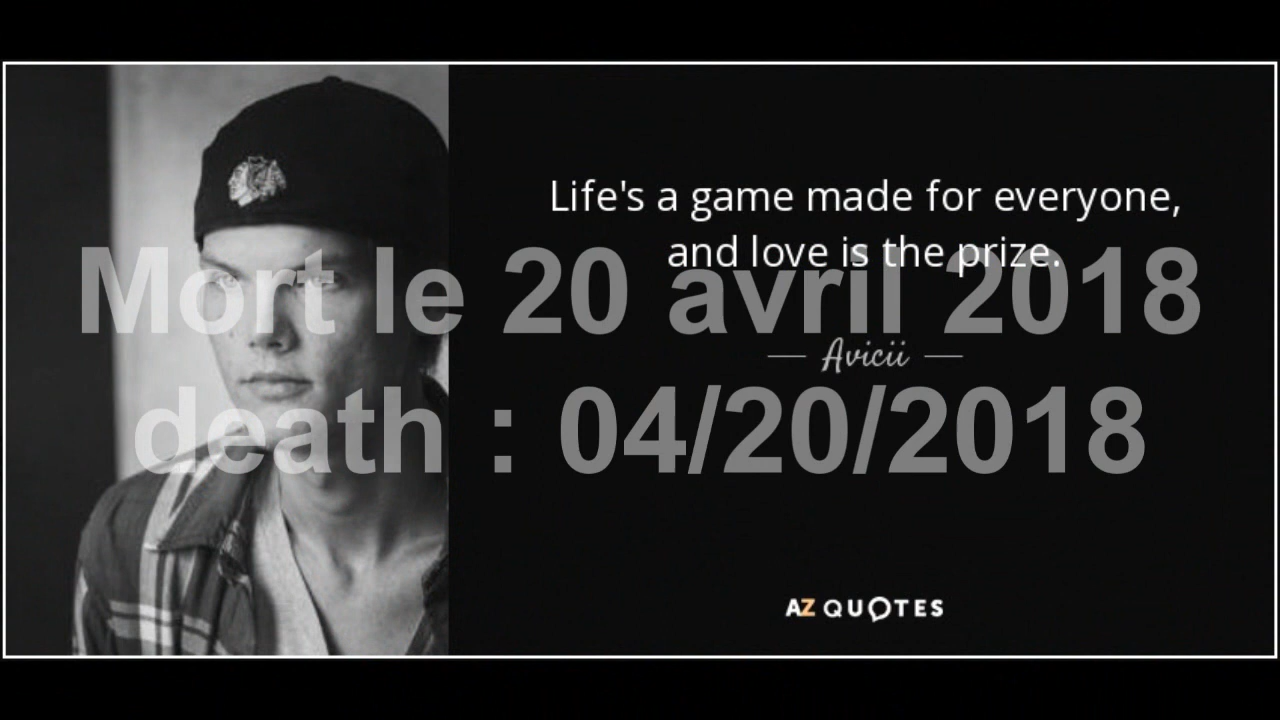 Life's a game made for everyone,
and love is the prize.
Mort le 20 avril 2018
Avicii
death : 04/20/2018
AZ QUOTES